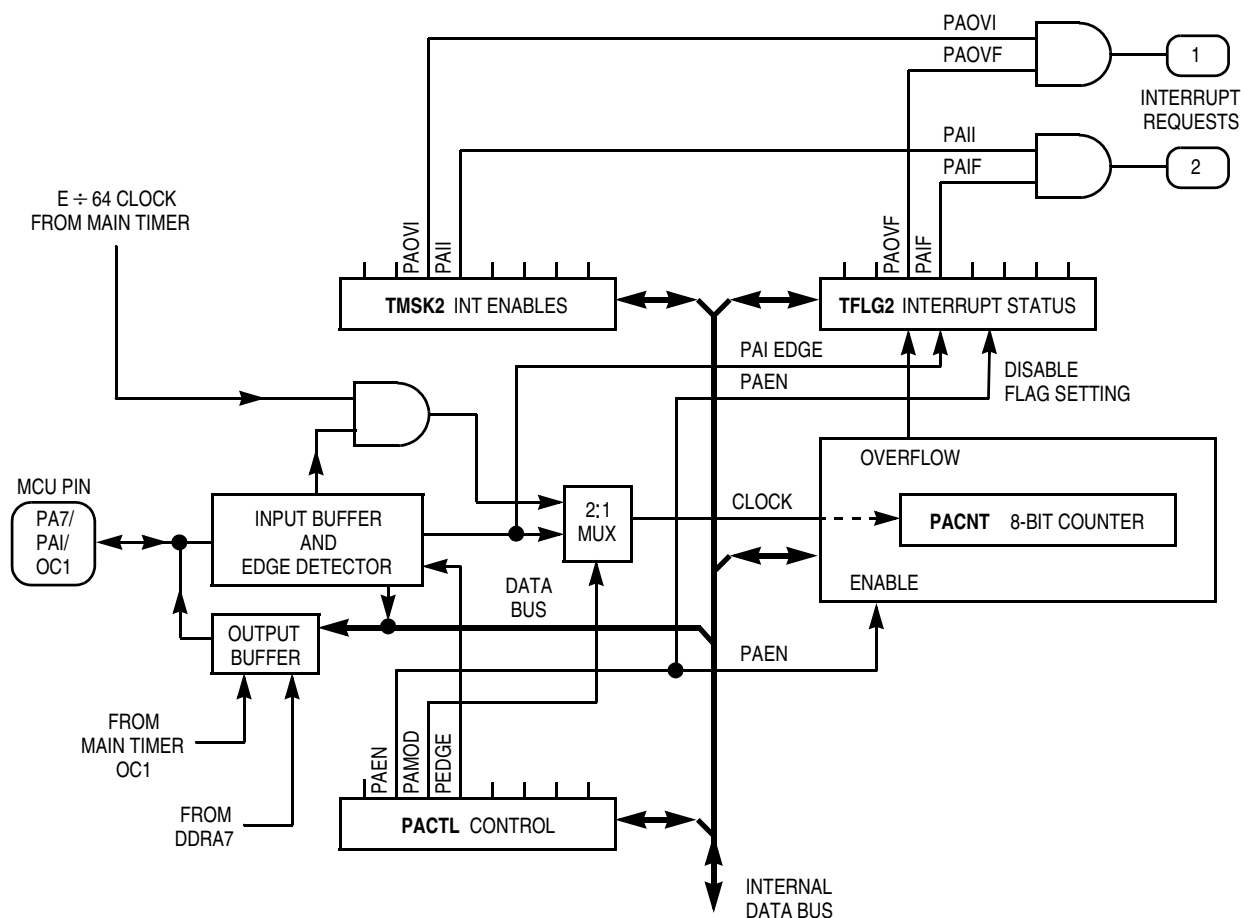 PAOVI
PAOVF
1
INTERRUPT
REQUESTS
PAII
PAIF
2
E ÷ 64 CLOCK
FROM MAIN TIMER
PAOVI
PAII
PAOVF
PAIF
TMSK2 INT ENABLES
TFLG2 INTERRUPT STATUS
PAI EDGE
PAEN
DISABLE
FLAG SETTING
OVERFLOW
MCU PIN
PA7/
PAI/
OC1
INPUT BUFFER
AND
EDGE DETECTOR
2:1
MUX
CLOCK
PACNT 8-BIT COUNTER
DATA
BUS
ENABLE
OUTPUT
BUFFER
PAEN
FROM
MAIN TIMER
OC1
PAEN
PAMOD
PEDGE
FROM
DDRA7
PACTL CONTROL
INTERNAL
DATA BUS